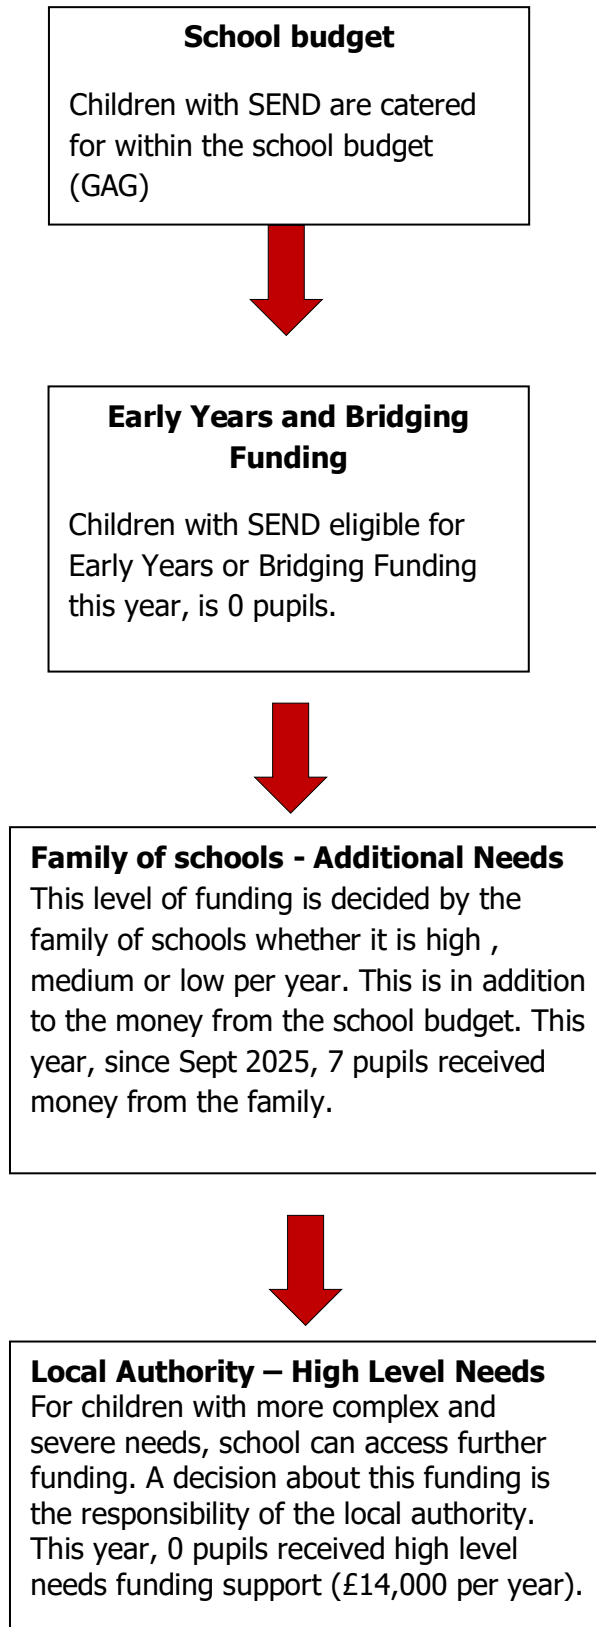 School budget
Children with SEND are catered
for within the school budget
(GAG)
Early Years and Bridging
Funding
Children with SEND eligible for
Early Years or Bridging Funding
this year, is 0 pupils.
Family of schools - Additional Needs
This level of funding is decided by the
family of schools whether it is high ,
medium or low per year. This is in addition
to the money from the school budget. This
year, since Sept 2025, 7 pupils received
money from the family.
Local Authority – High Level Needs
For children with more complex and
severe needs, school can access further
funding. A decision about this funding is
the responsibility of the local authority.
This year, 0 pupils received high level
needs funding support (£14,000 per year).